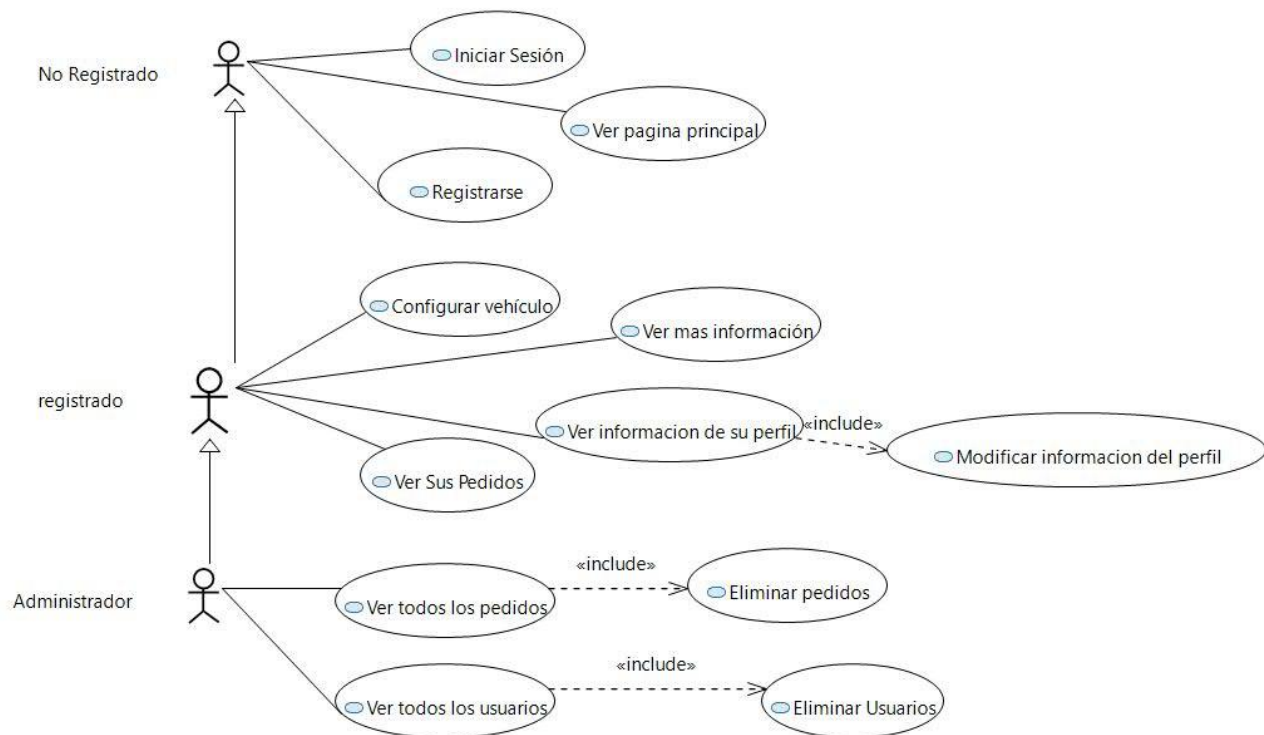 Iniciar Sesión
No Registrado
Ver pagina principal
Registrarse
Configurar vehículo
Ver mas información
registrado
Ver informacion de su perfil
«include»
Modificar informacion del perfil
Ver Sus Pedidos
«include»
Administrador
Ver todos los pedidos
Eliminar pedidos
«include»
Ver todos los usuarios
Eliminar Usuarios